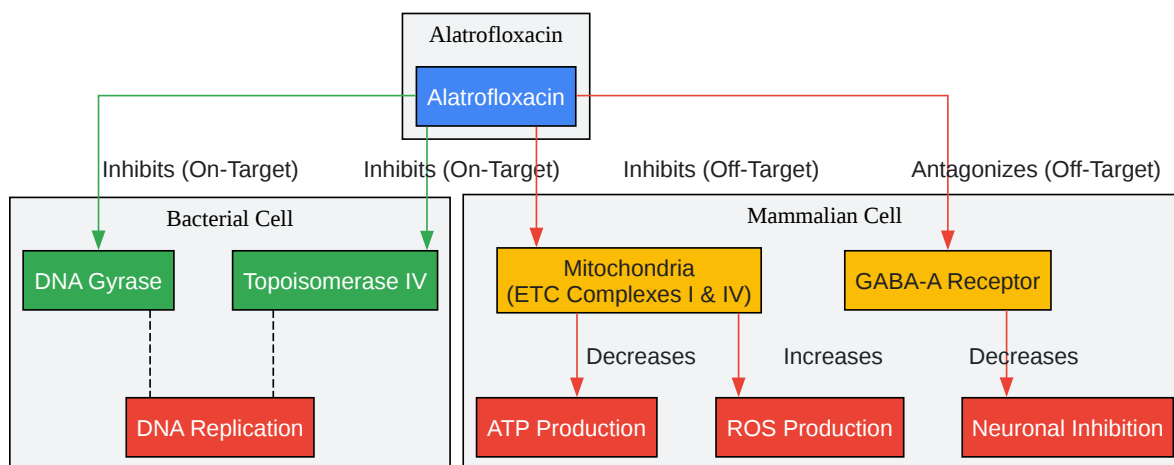 Alatrofloxacin
Alatrofloxacin
Inhibits (On-Target)
Inhibits (On-Target)
Inhibits (Off-Target)
Antagonizes (Off-Target)
Bacterial Cell
Mammalian Cell
DNA Gyrase
Topoisomerase IV
Mitochondria
(ETC Complexes I & IV)
GABA-A Receptor
Decreases
Increases
Decreases
DNA Replication
ATP Production
ROS Production
Neuronal Inhibition